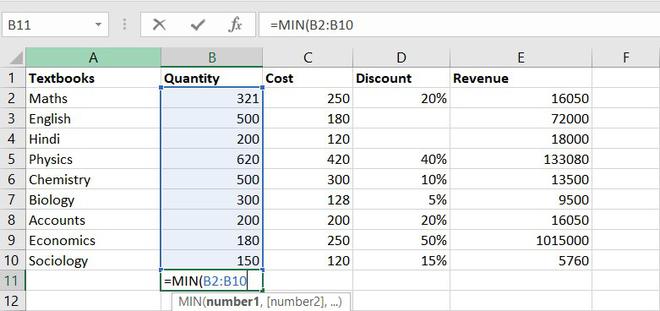 B11 fx =MIN(B2:B10
A B C D E F
1 Textbooks Quantity Cost Discount Revenue
2 Maths 321 250 20% 16050
3 English 500 180 72000
4 Hindi 200 120 18000
5 Physics 620 420 40% 133080
6 Chemistry 500 300 10% 13500
7 Biology 300 128 5% 9500
8 Accounts 200 200 20% 16050
9 Economics 180 250 50% 1015000
10 Sociology 150 120 15% 5760
11 =MIN(B2:B10
12 MIN(number1, [number2], ...)